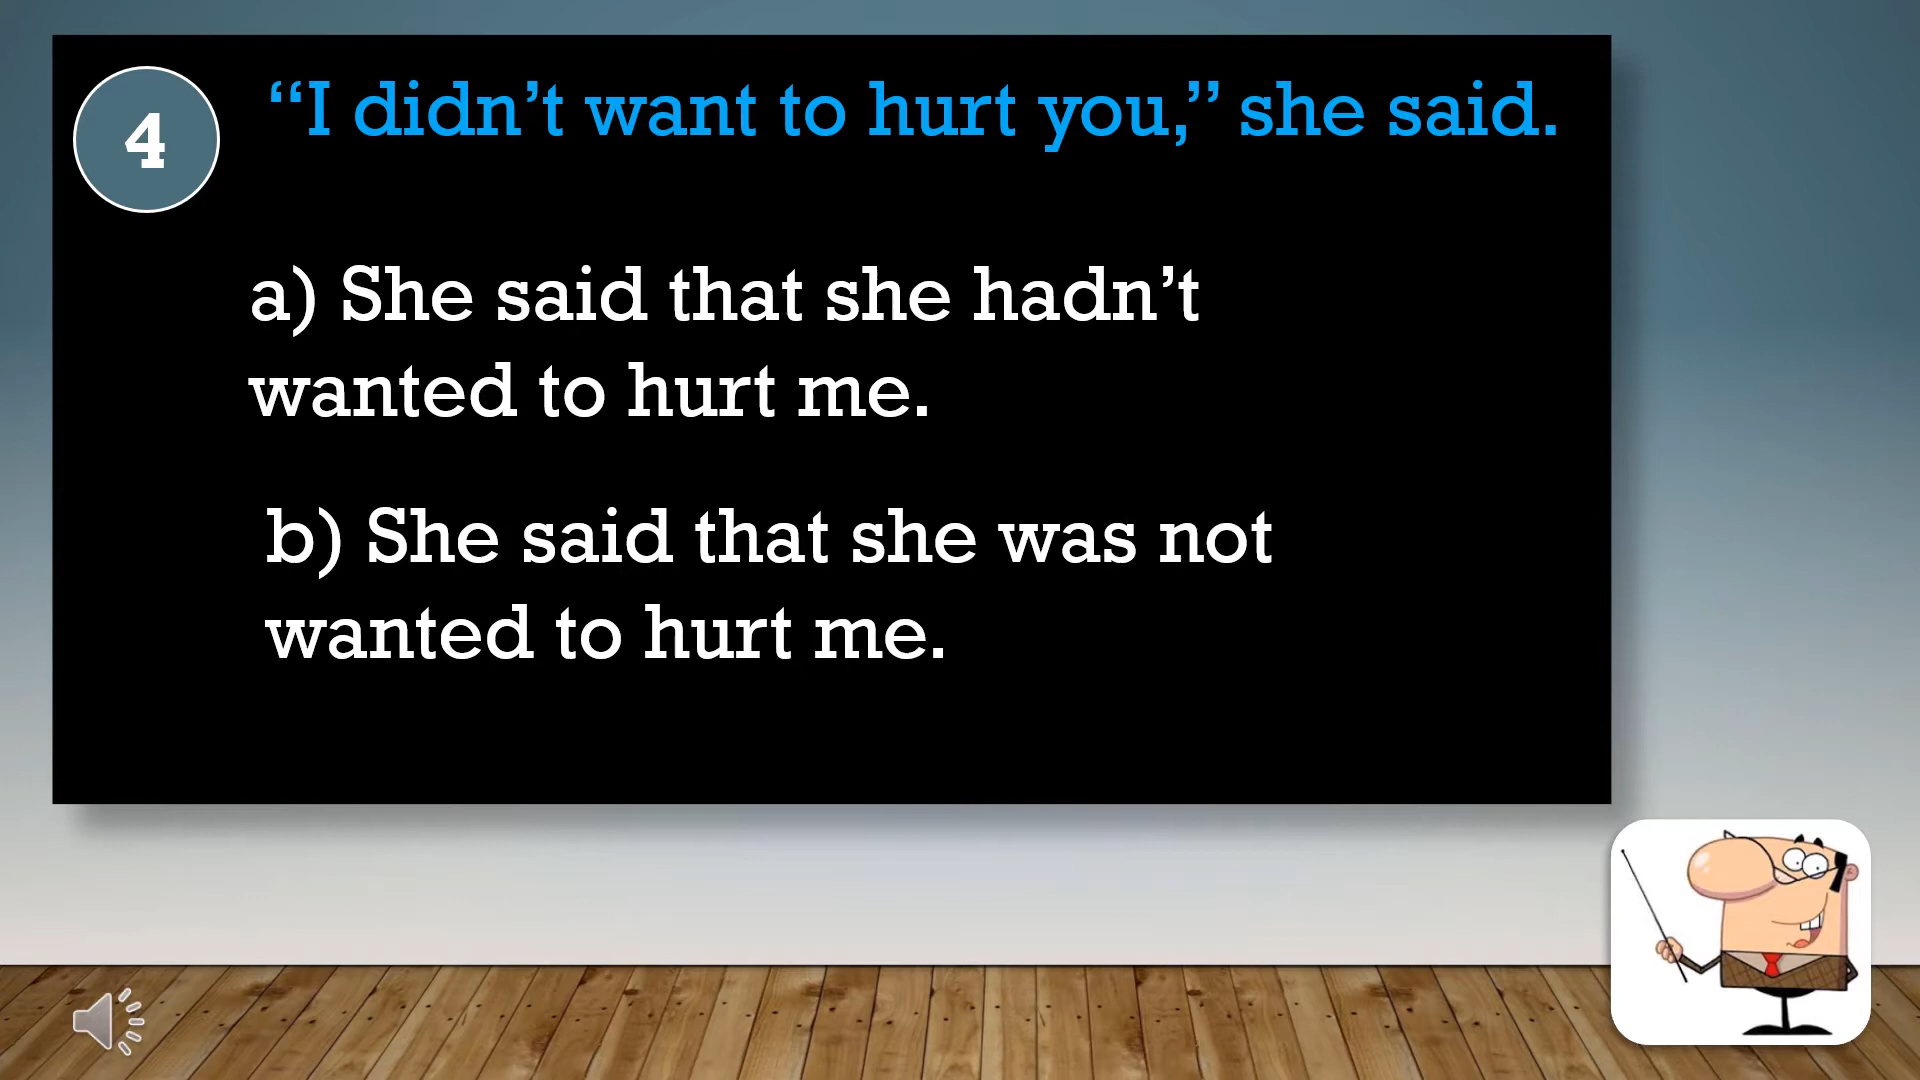 4
“I didn’t want to hurt you,” she said.
a) She said that she hadn’t
wanted to hurt me.
b) She said that she was not
wanted to hurt me.